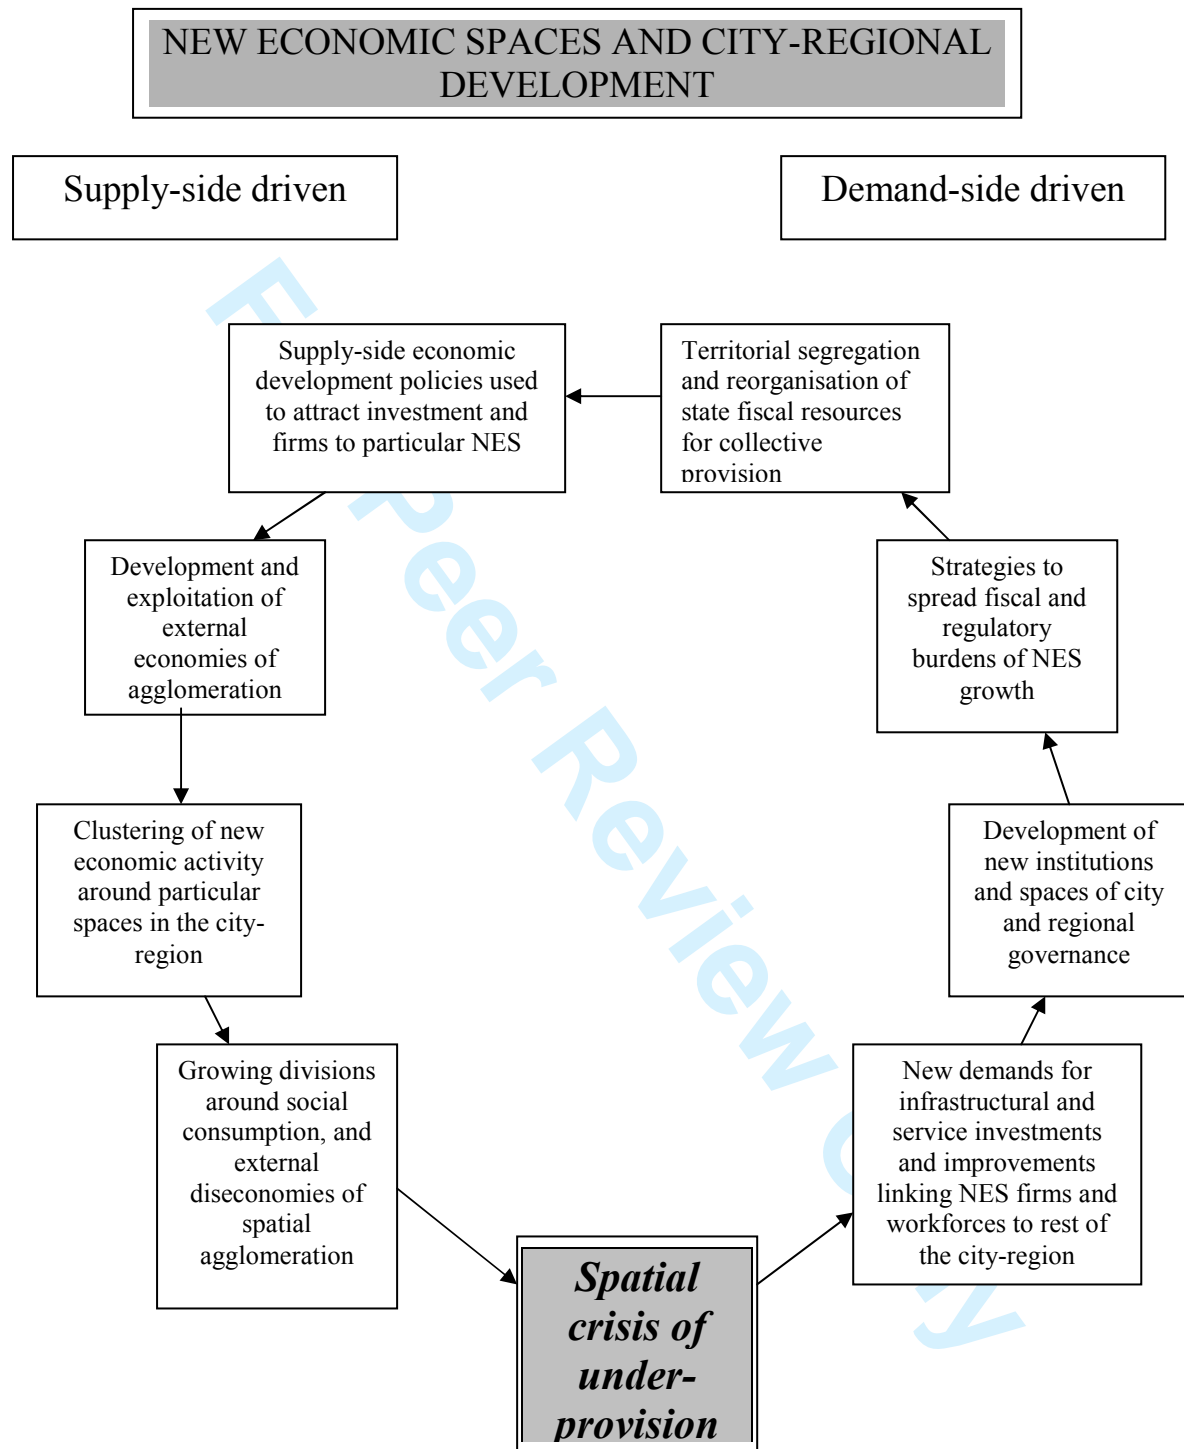 NEW ECONOMIC SPACES AND CITY-REGIONAL
DEVELOPMENT
Supply-side driven
Demand-side driven
Supply-side economic
development policies used
to attract investment and
firms to particular NES
Territorial segregation
and reorganisation of
state fiscal resources
for collective
provision
Development and
exploitation of
external
economies of
agglomeration
Strategies to
spread fiscal and
regulatory
burdens of NES
growth
Clustering of new
economic activity
around particular
spaces in the city-
region
Development of
new institutions
and spaces of city
and regional
governance
Growing divisions
around social
consumption, and
external
diseconomies of
spatial
agglomeration
New demands for
infrastructural and
service investments
and improvements
linking NES firms and
workforces to rest of
the city-region
Spatial
crisis of
under-
provision
For Peer Review Only